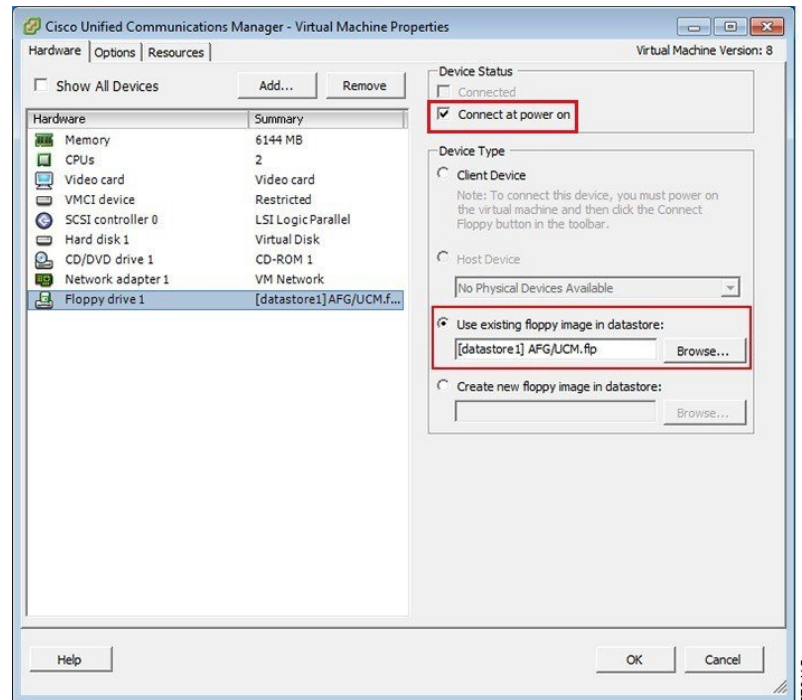 Cisco Unified Communications Manager - Virtual Machine Properties
Hardware Options Resources
Virtual Machine Version: 8
Show All Devices
Add...
Remove
Hardware Summary
Memory 6144 MB
CPUs 2
Video card Video card
VMCI device Restricted
SCSI controller 0 LSI Logic Parallel
Hard disk 1 Virtual Disk
CD/DVD drive 1 CD-ROM 1
Network adapter 1 VM Network
Floppy drive 1 [datastore1] AFG/UCM.f...
Device Status
Connected
Connect at power on
Device Type
Client Device
Note: To connect this device, you must power on
the virtual machine and then click the Connect
Floppy button in the toolbar.
Host Device
No Physical Devices Available
Use existing floppy image in datastore:
[datastore1] AFG/UCM.flp
Browse...
Create new floppy image in datastore:
Browse...
Help
OK
Cancel